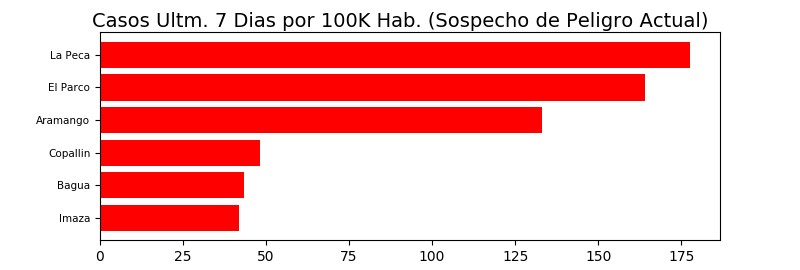 Casos Ultm. 7 Dias por 100K Hab. (Sospecho de Peligro Actual)
La Peca
El Parco
Aramango
Copallin
Bagua
Imaza
0 25 50 75 100 125 150 175